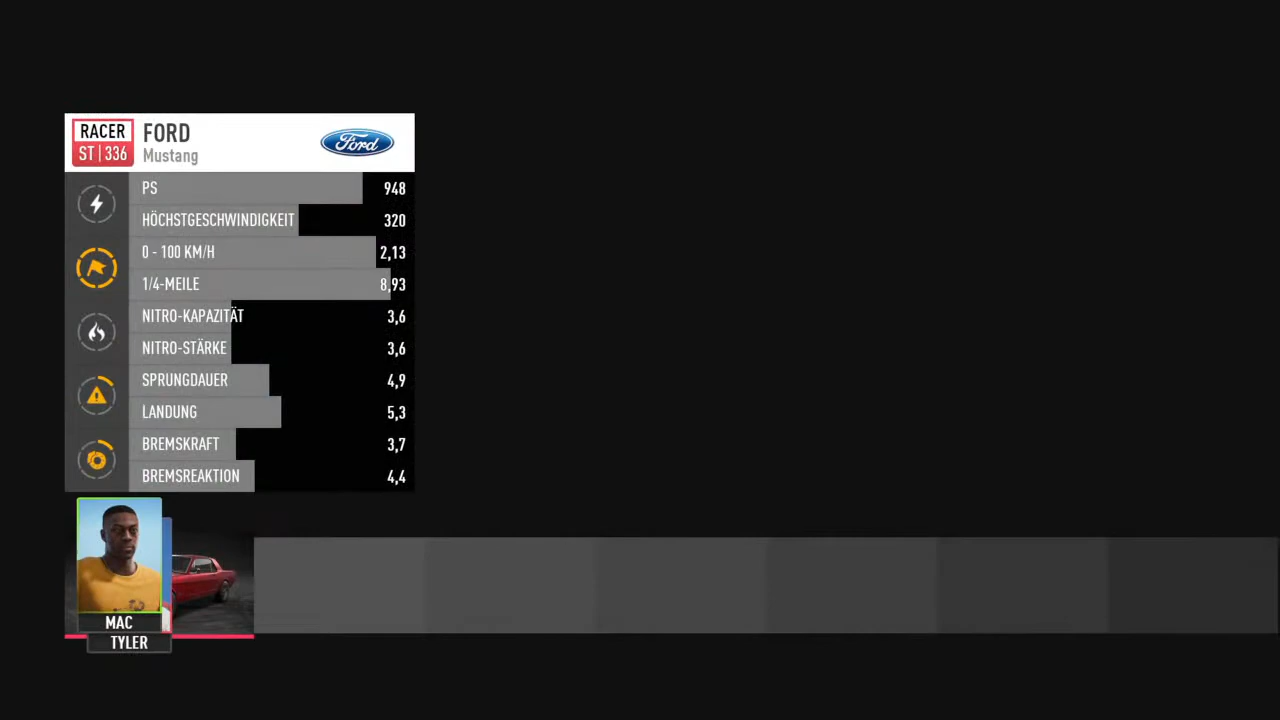 RACER
ST | 336
FORD
Mustang
Ford
PS 948
HÖCHSTGESCHWINDIGKEIT 320
0 - 100 KM/H 2,13
1/4-MEILE 8,93
NITRO-KAPAZITÄT 3,6
NITRO-STÄRKE 3,6
SPRUNGDAUER 4,9
LANDUNG 5,3
BREMSKRAFT 3,7
BREMSREAKTION 4,4
MAC
TYLER